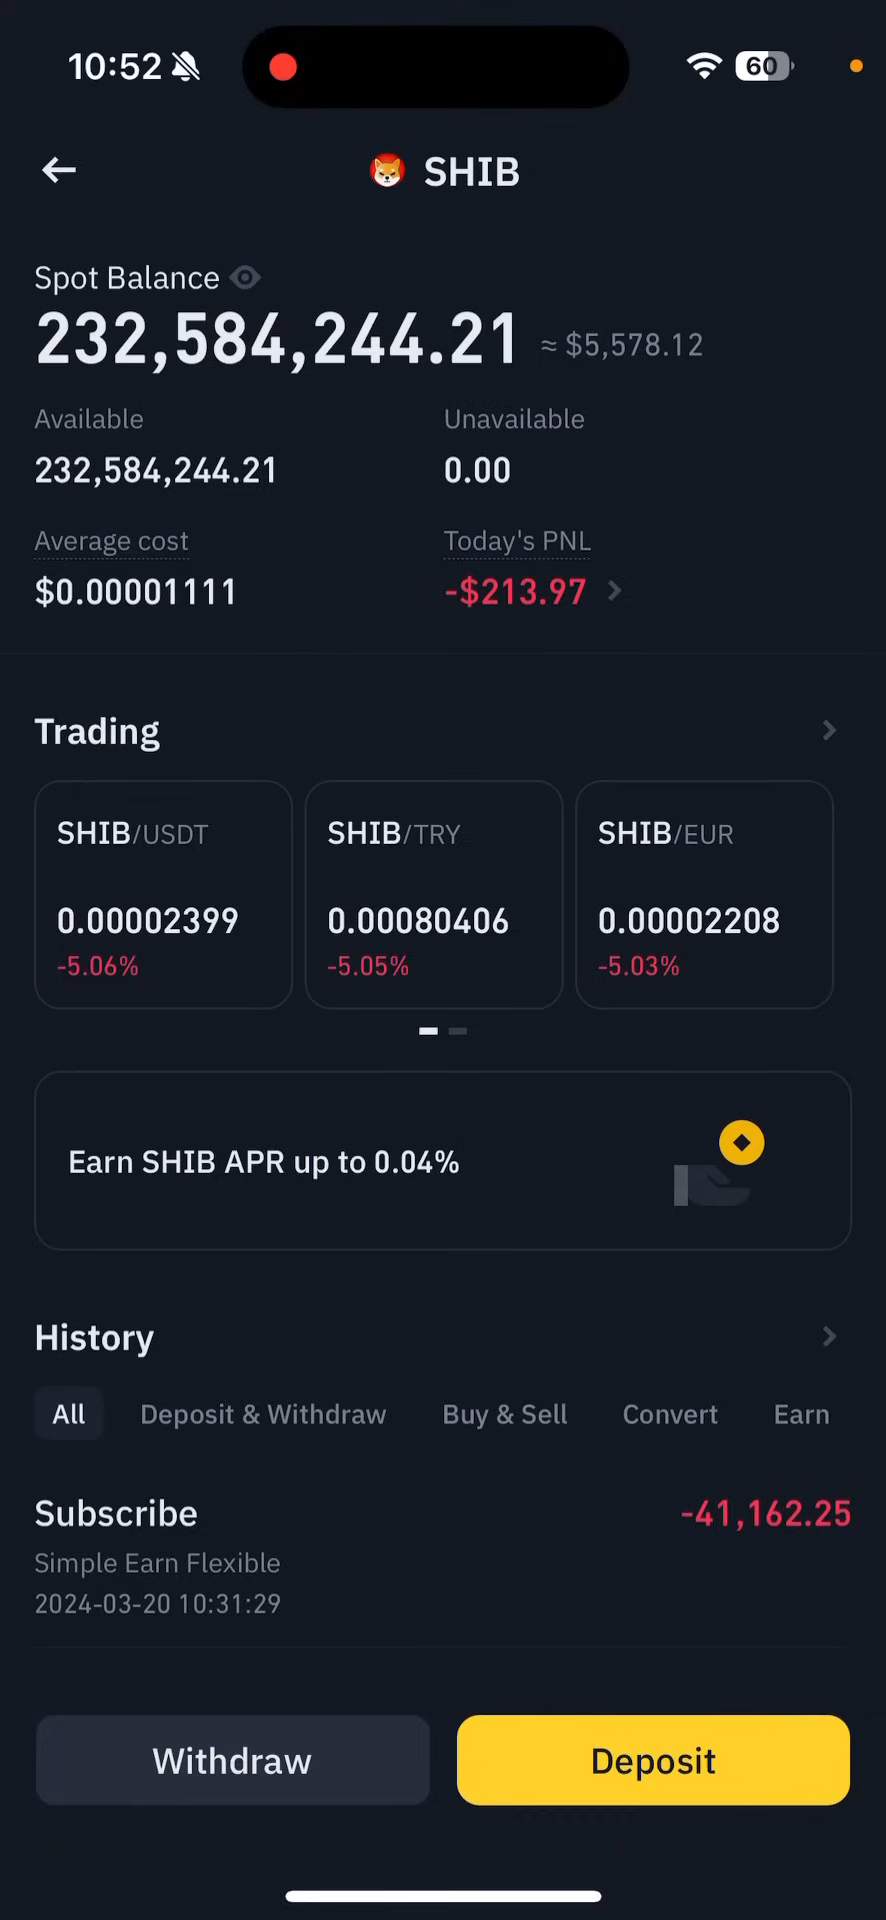 10:52
60
SHIB
Spot Balance
232,584,244.21 ≈ $5,578.12
Available Unavailable
232,584,244.21 0.00
Average cost Today's PNL
$0.00001111 -$213.97
Trading
SHIB/USDT SHIB/TRY SHIB/EUR
0.00002399 0.00080406 0.00002208
-5.06% -5.05% -5.03%
Earn SHIB APR up to 0.04%
History
All Deposit & Withdraw Buy & Sell Convert Earn
Subscribe -41,162.25
Simple Earn Flexible
2024-03-20 10:31:29
Withdraw Deposit